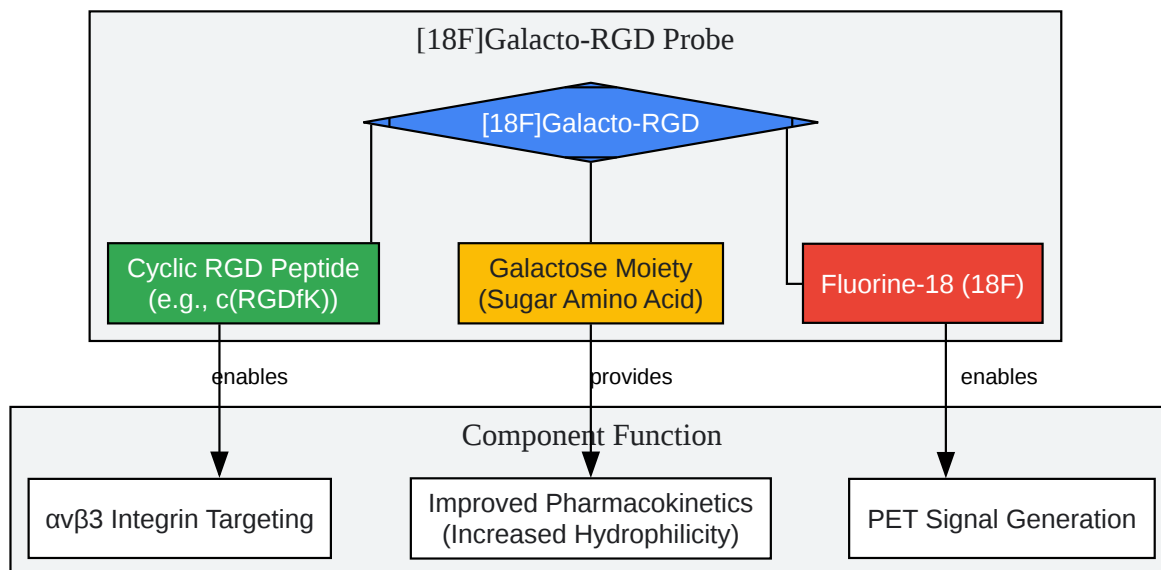 [18F]Galacto-RGD Probe
[18F]Galacto-RGD
Cyclic RGD Peptide
(e.g., c(RGDfK))
Galactose Moiety
(Sugar Amino Acid)
Fluorine-18 (18F)
enables
provides
enables
Component Function
αvβ3 Integrin Targeting
Improved Pharmacokinetics
(Increased Hydrophilicity)
PET Signal Generation